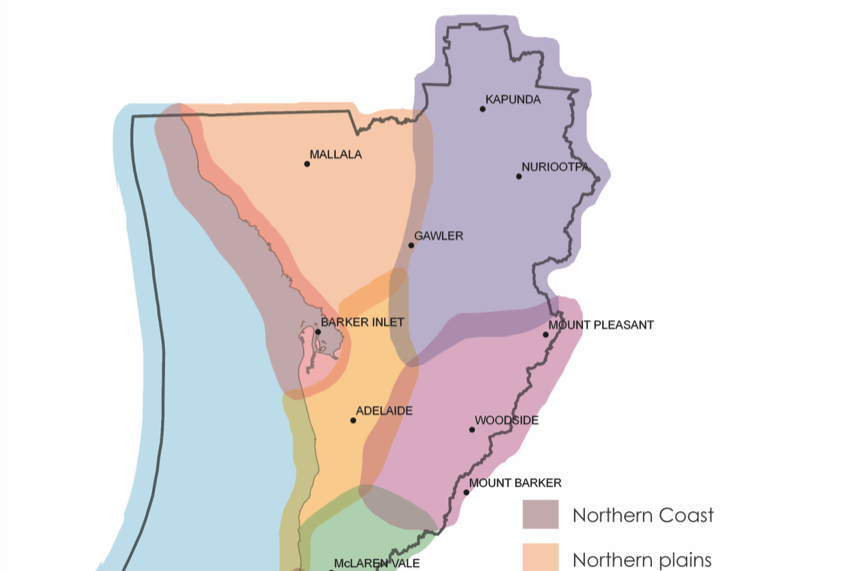 KAPUNDA
MALLALA
NURIOOTPA
GAWLER
BARKER INLET
MOUNT PLEASANT
ADELAIDE
WOODSIDE
MOUNT BARKER
Northern Coast
Northern plains
McLAREN VALE